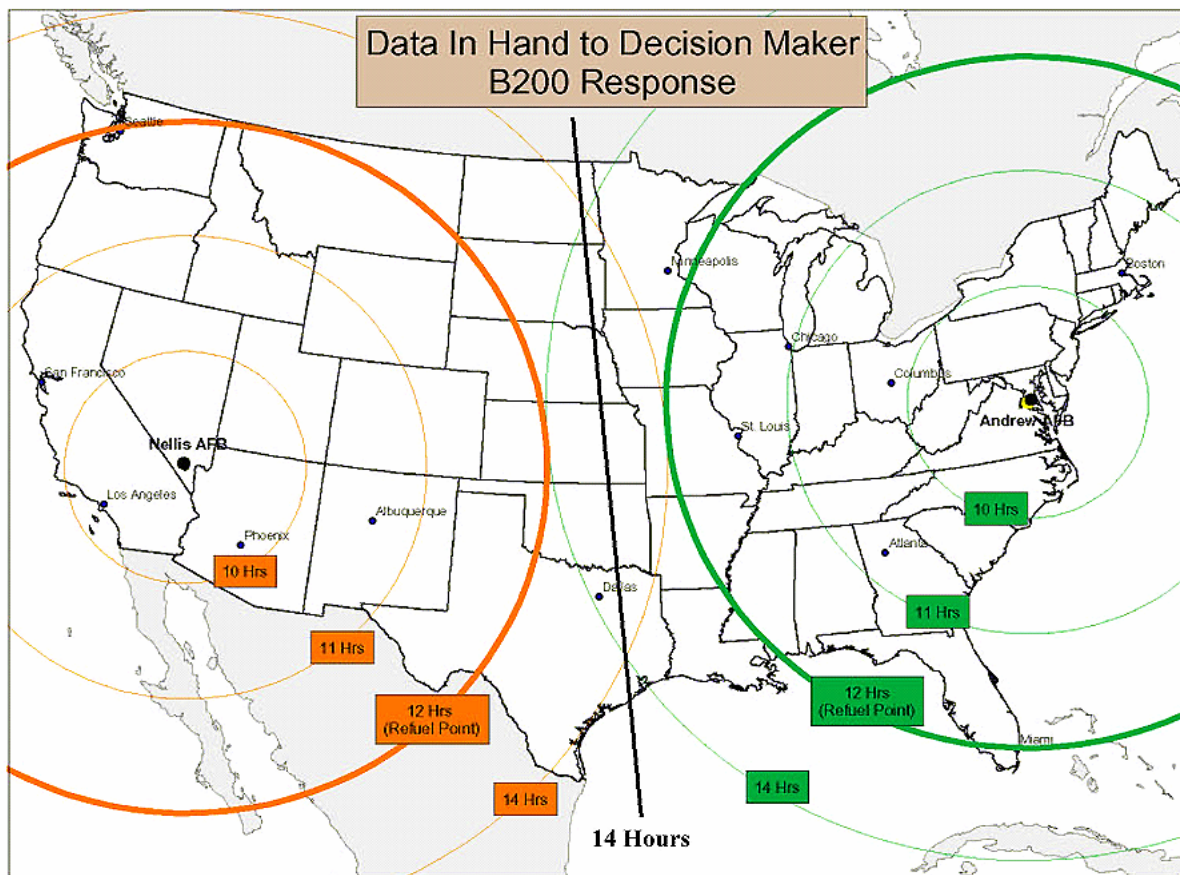 Data In Hand to Decision Maker
B200 Response
Seattle
Minneapolis
Boston
Chicago
San Francisco
Columbus
Andrew AFB
St. Louis
Nellis AFB
Los Angeles
Albuquerque
10 Hrs
Phoenix
Atlanta
10 Hrs
Dallas
11 Hrs
11 Hrs
12 Hrs
(Refuel Point)
12 Hrs
(Refuel Point)
Miami
14 Hrs
14 Hrs
14 Hours